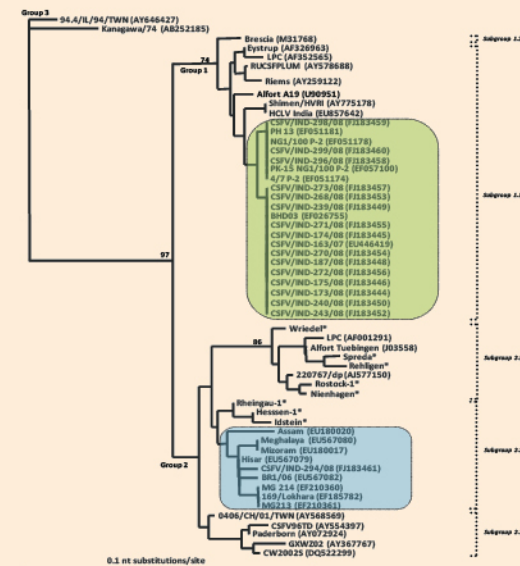 Group 3
94.4/IL/94/TWN (AY646427)
Kanagawa/74 (AB252185)
Brescia (M31768)
Eystrup (AF326963)
74
LPC (AF352565)
RUCSFPLUM (AY578688)
Group 1
Riems (AY259122)
Alfort A19 (U90951)
Shimen/HVRI (AY775178)
HCLV India (EU857642)
CSFV/IND-298/08 (FJ183459)
PH 13 (EF051181)
NG1/100 P-2 (EF051178)
CSFV/IND-299/08 (FJ183460)
CSFV/IND-296/08 (FJ183458)
PK-15 NG1/100 P-2 (EF057100)
4/7 P-2 (EF051174)
CSFV/IND-273/08 (FJ183457)
CSFV/IND-268/08 (FJ183453)
CSFV/IND-239/08 (FJ183449)
BHD03 (EF026755)
CSFV/IND-271/08 (FJ183455)
CSFV/IND-174/08 (FJ183445)
CSFV/IND-163/07 (EU446419)
97
CSFV/IND-270/08 (FJ183454)
CSFV/IND-187/08 (FJ183448)
CSFV/IND-272/08 (FJ183456)
CSFV/IND-175/08 (FJ183446)
CSFV/IND-173/08 (FJ183444)
CSFV/IND-240/08 (FJ183450)
CSFV/IND-243/08 (FJ183452)
Wriedel*
LPC (AF001291)
86
Alfort Tuebingen (J03558)
Spreda*
Rehligen*
220767/dp (AJ577150)
Rostock-1*
Nienhagen*
Rheingau-1*
Hesssen-1*
Idstein*
Assam (EU180020)
Meghalaya (EU567080)
Mizoram (EU180017)
Hisar (EU567079)
Group 2
CSFV/IND-294/08 (FJ183461)
BR1/06 (EU567082)
MG 214 (EF210360)
169/Lokhara (EF185782)
MG213 (EF210361)
0406/CH/01/TWN (AY568569)
CSFV96TD (AY554397)
Paderborn (AY072924)
GXWZ02 (AY367767)
CW2002S (DQ522299)
0.1 nt substitutions/site
Subgroup
Subgroup
Subgroup
Subgroup
Subgroup